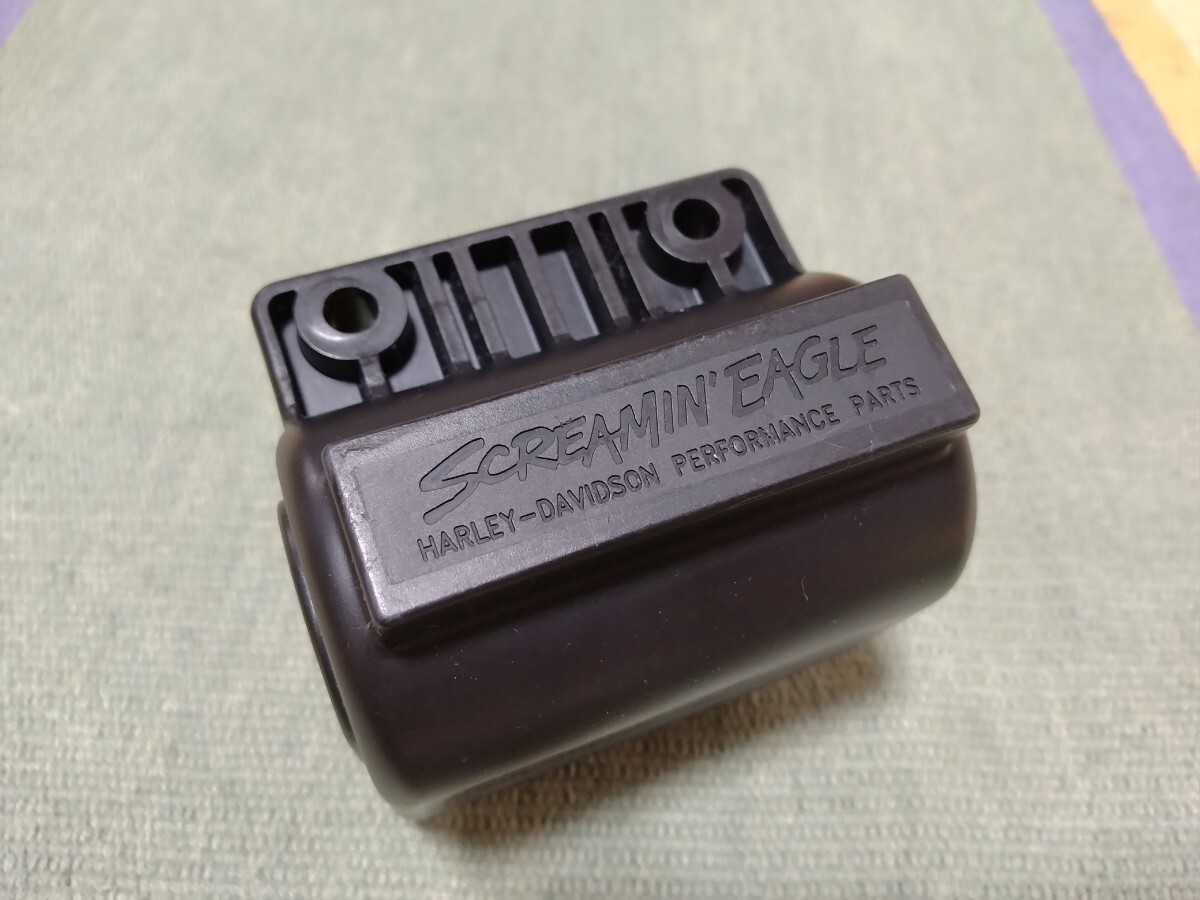 SCREAMIN' EAGLE
HARLEY-DAVIDSON PERFORMANCE PARTS